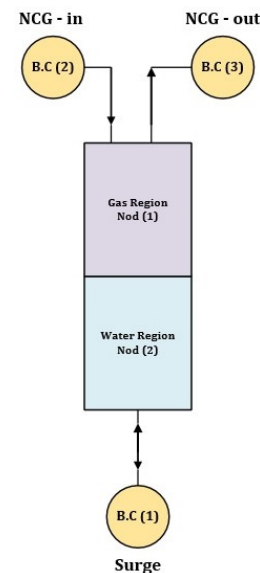 NCG - in
NCG - out
B.C (2)
B.C (3)
Gas Region
Nod (1)
Water Region
Nod (2)
B.C (1)
Surge